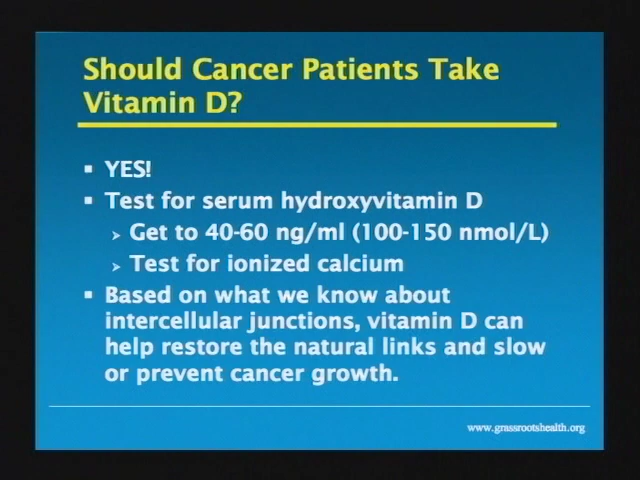 Should Cancer Patients Take
Vitamin D?
▪ YES!
▪ Test for serum hydroxyvitamin D
➢ Get to 40-60 ng/ml (100-150 nmol/L)
➢ Test for ionized calcium
▪ Based on what we know about
intercellular junctions, vitamin D can
help restore the natural links and slow
or prevent cancer growth.
www.grassrootshealth.org